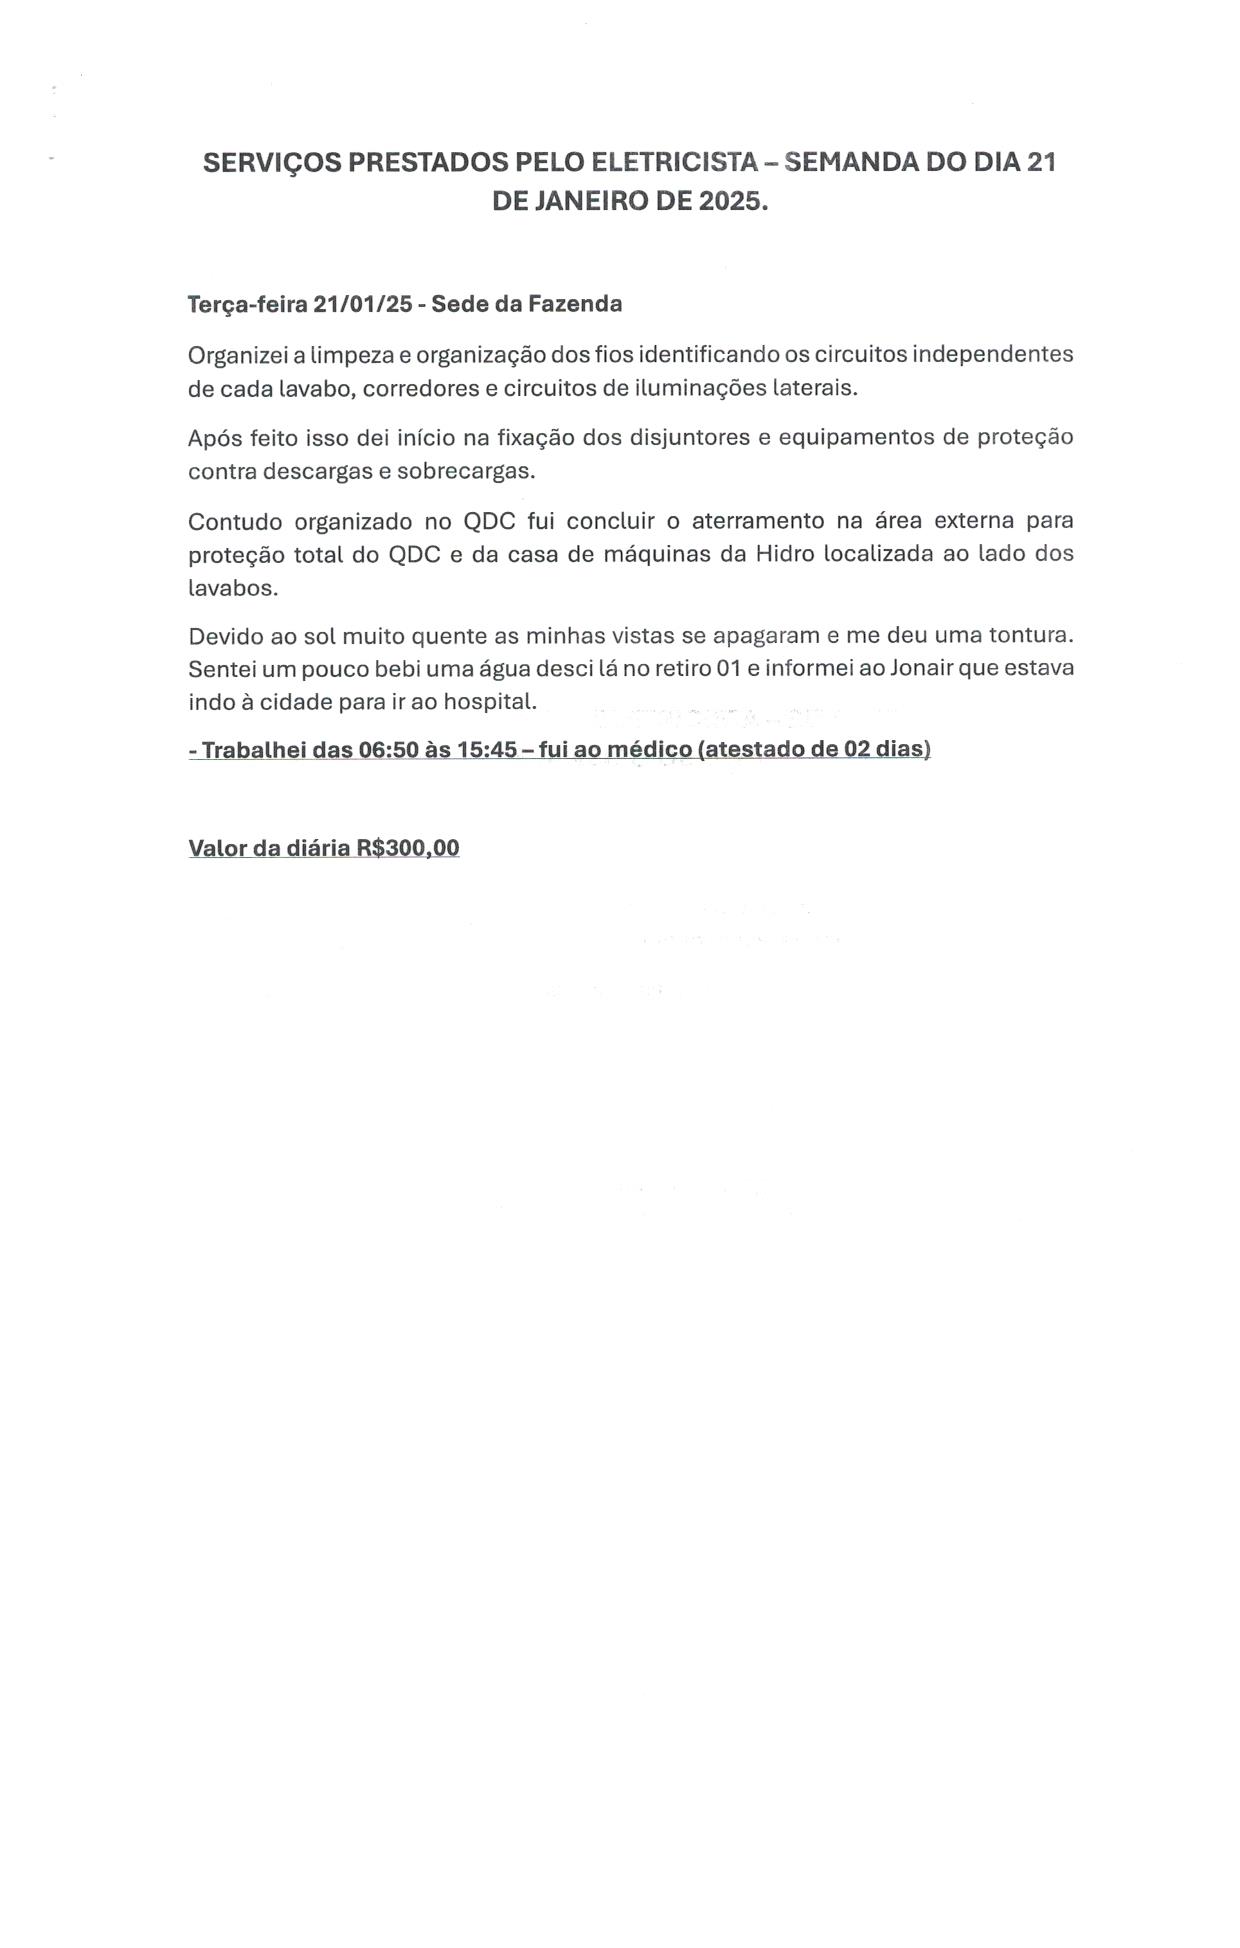 SERVIÇOS PRESTADOS PELO ELETRICISTA – SEMANDA DO DIA 21
DE JANEIRO DE 2025.
Terça-feira 21/01/25 - Sede da Fazenda
Organizei a limpeza e organização dos fios identificando os circuitos independentes
de cada lavabo, corredores e circuitos de iluminações laterais.
Após feito isso dei início na fixação dos disjuntores e equipamentos de proteção
contra descargas e sobrecargas.
Contudo organizado no QDC fui concluir o aterramento na área externa para
proteção total do QDC e da casa de máquinas da Hidro localizada ao lado dos
lavabos.
Devido ao sol muito quente as minhas vistas se apagaram e me deu uma tontura.
Sentei um pouco bebi uma água desci lá no retiro 01 e informei ao Jonair que estava
indo à cidade para ir ao hospital.
- Trabalhei das 06:50 às 15:45 – fui ao médico (atestado de 02 dias)
Valor da diária R$300,00